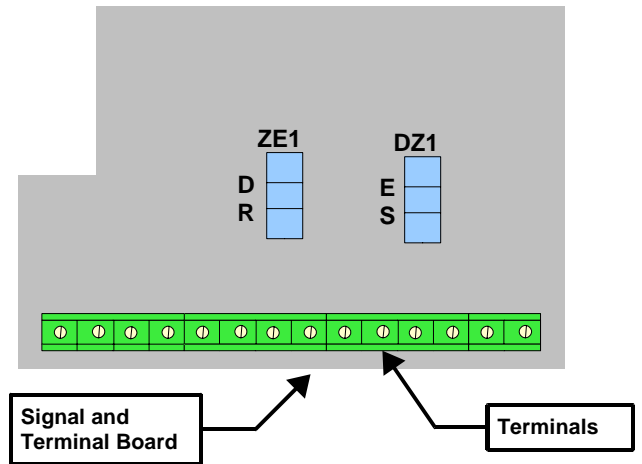 ZE1
DZ1
D
E
R
S
Signal and
Terminal Board
Terminals